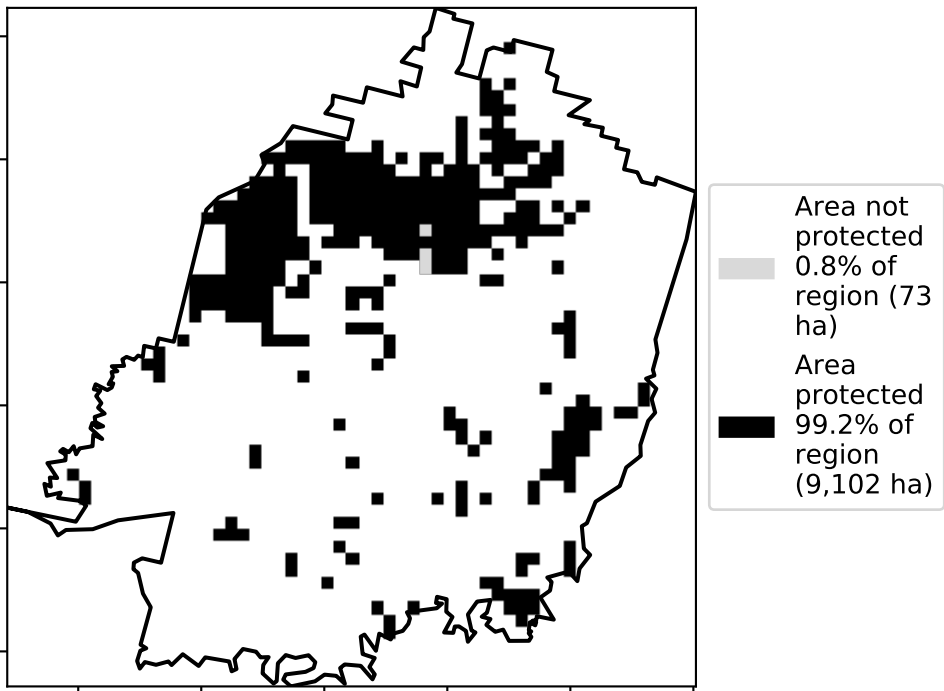 Area not
protected
0.8% of
region (73
ha)
Area
protected
99.2% of
region
(9,102 ha)